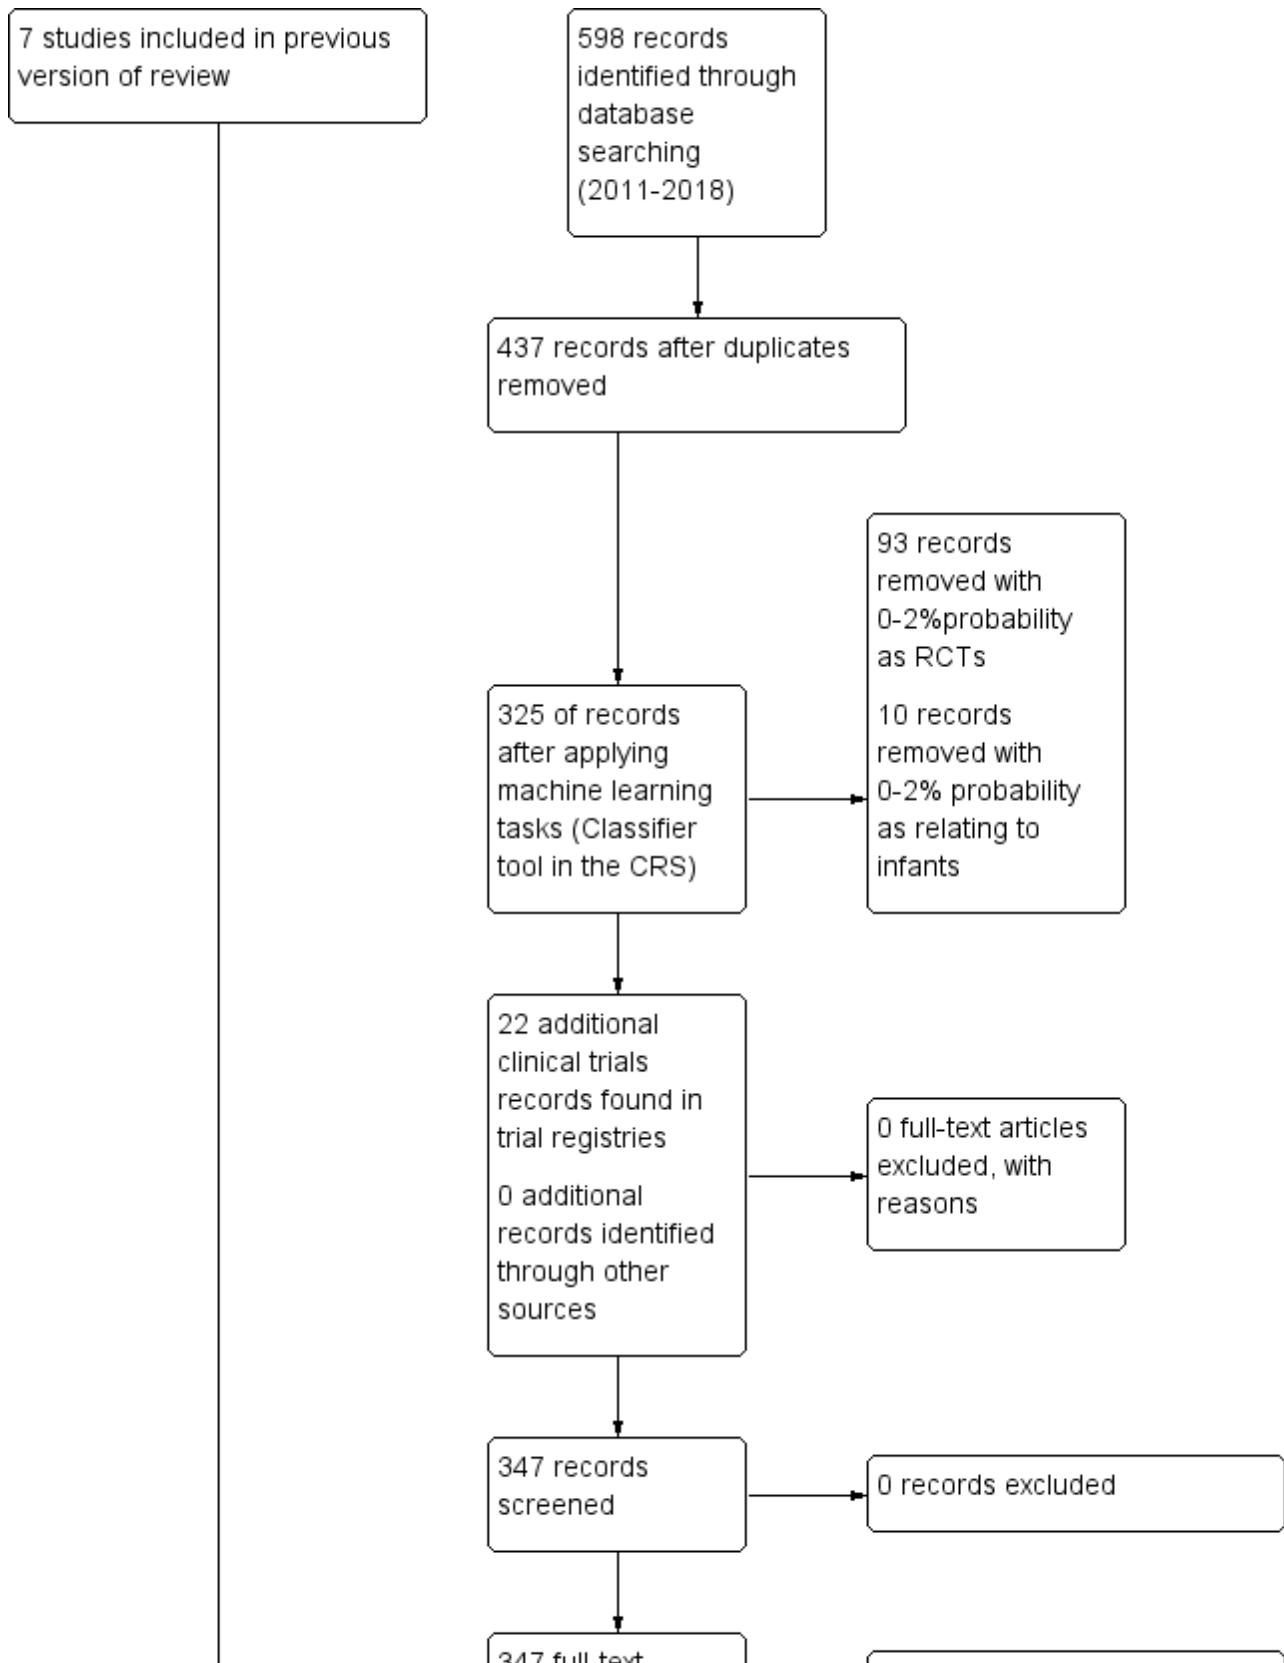 7 studies included in previous
version of review
598 records
identified through
database
searching
(2011-2018)
437 records after duplicates
removed
93 records
removed with
0-2%probability
as RCTs
10 records
removed with
0-2% probability
as relating to
infants
325 of records
after applying
machine learning
tasks (Classifier
tool in the CRS)
22 additional
clinical trials
records found in
trial registries
0 additional
records identified
through other
sources
0 full-text articles
excluded, with
reasons
347 records
screened
0 records excluded
347 full-text